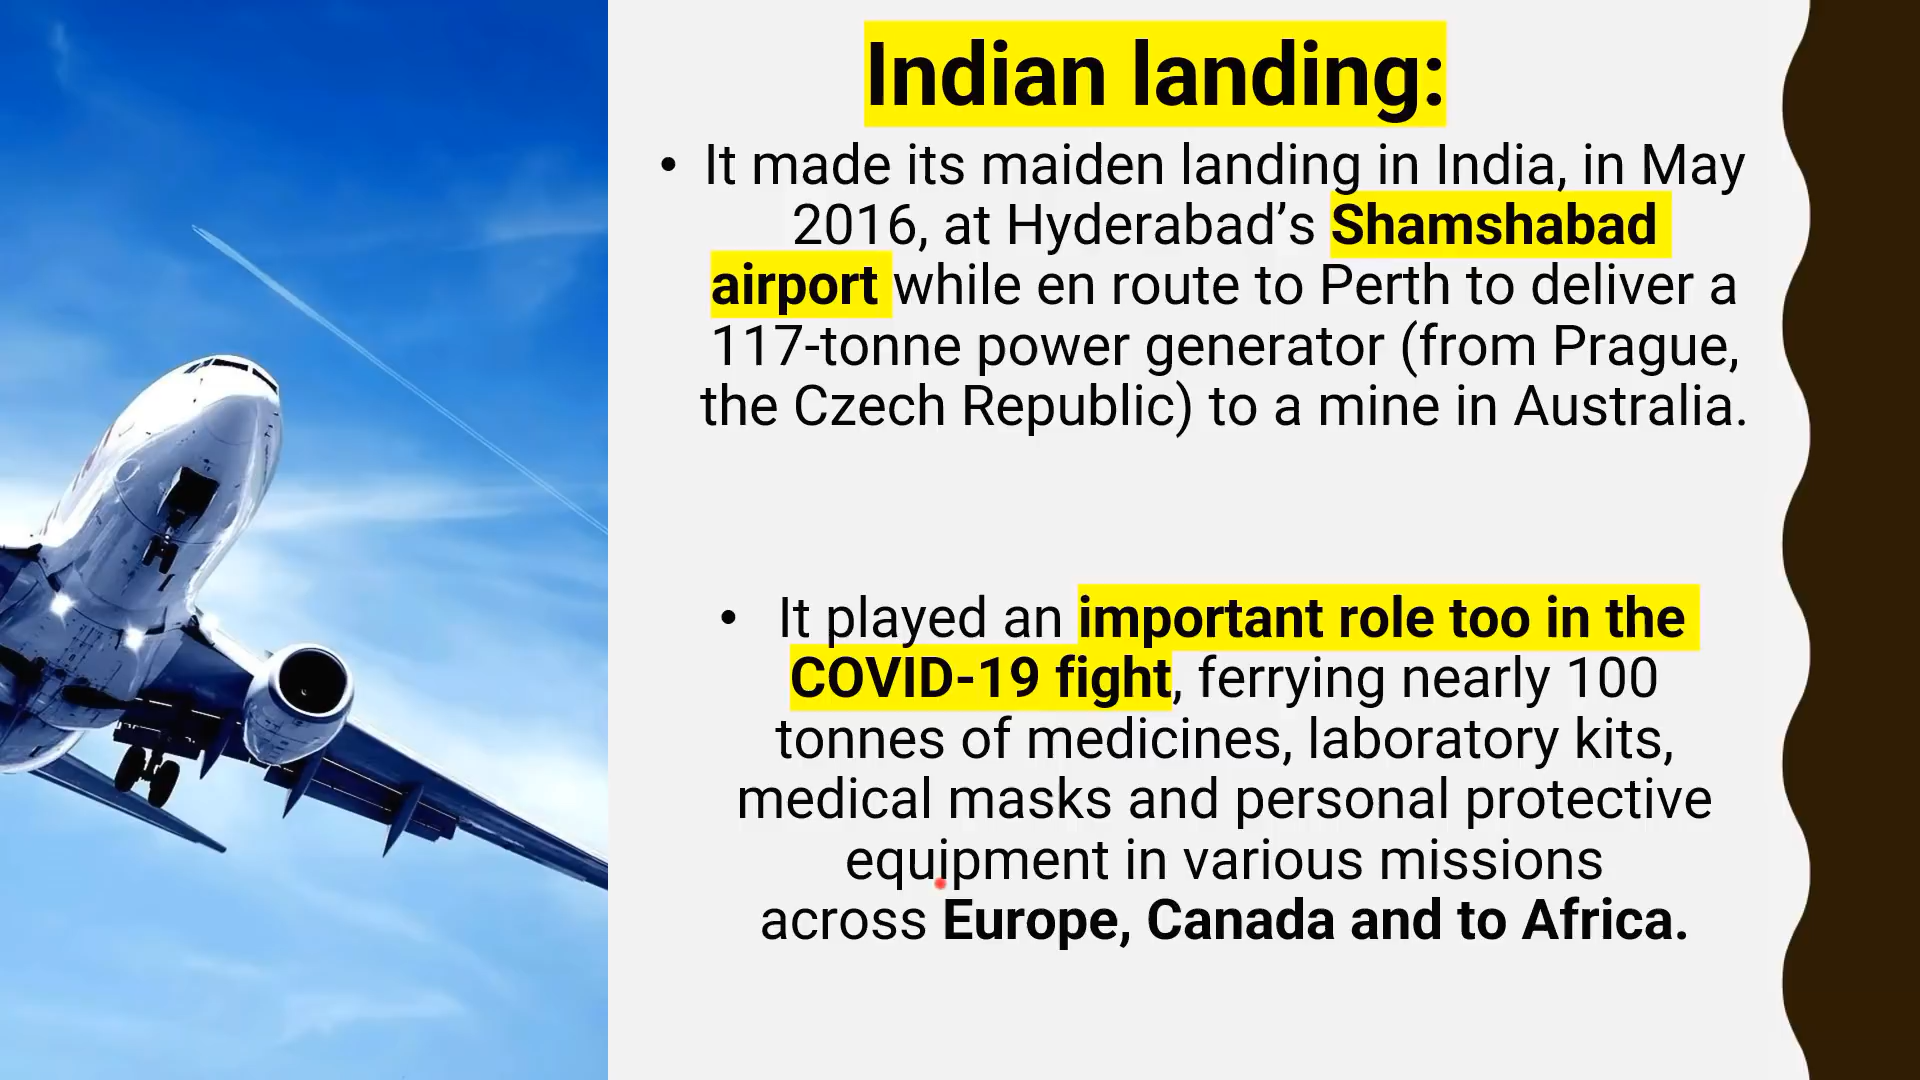 Indian landing:
• It made its maiden landing in India, in May
2016, at Hyderabad’s Shamshabad
airport while en route to Perth to deliver a
117-tonne power generator (from Prague,
the Czech Republic) to a mine in Australia.
• It played an important role too in the
COVID-19 fight, ferrying nearly 100
tonnes of medicines, laboratory kits,
medical masks and personal protective
equipment in various missions
across Europe, Canada and to Africa.